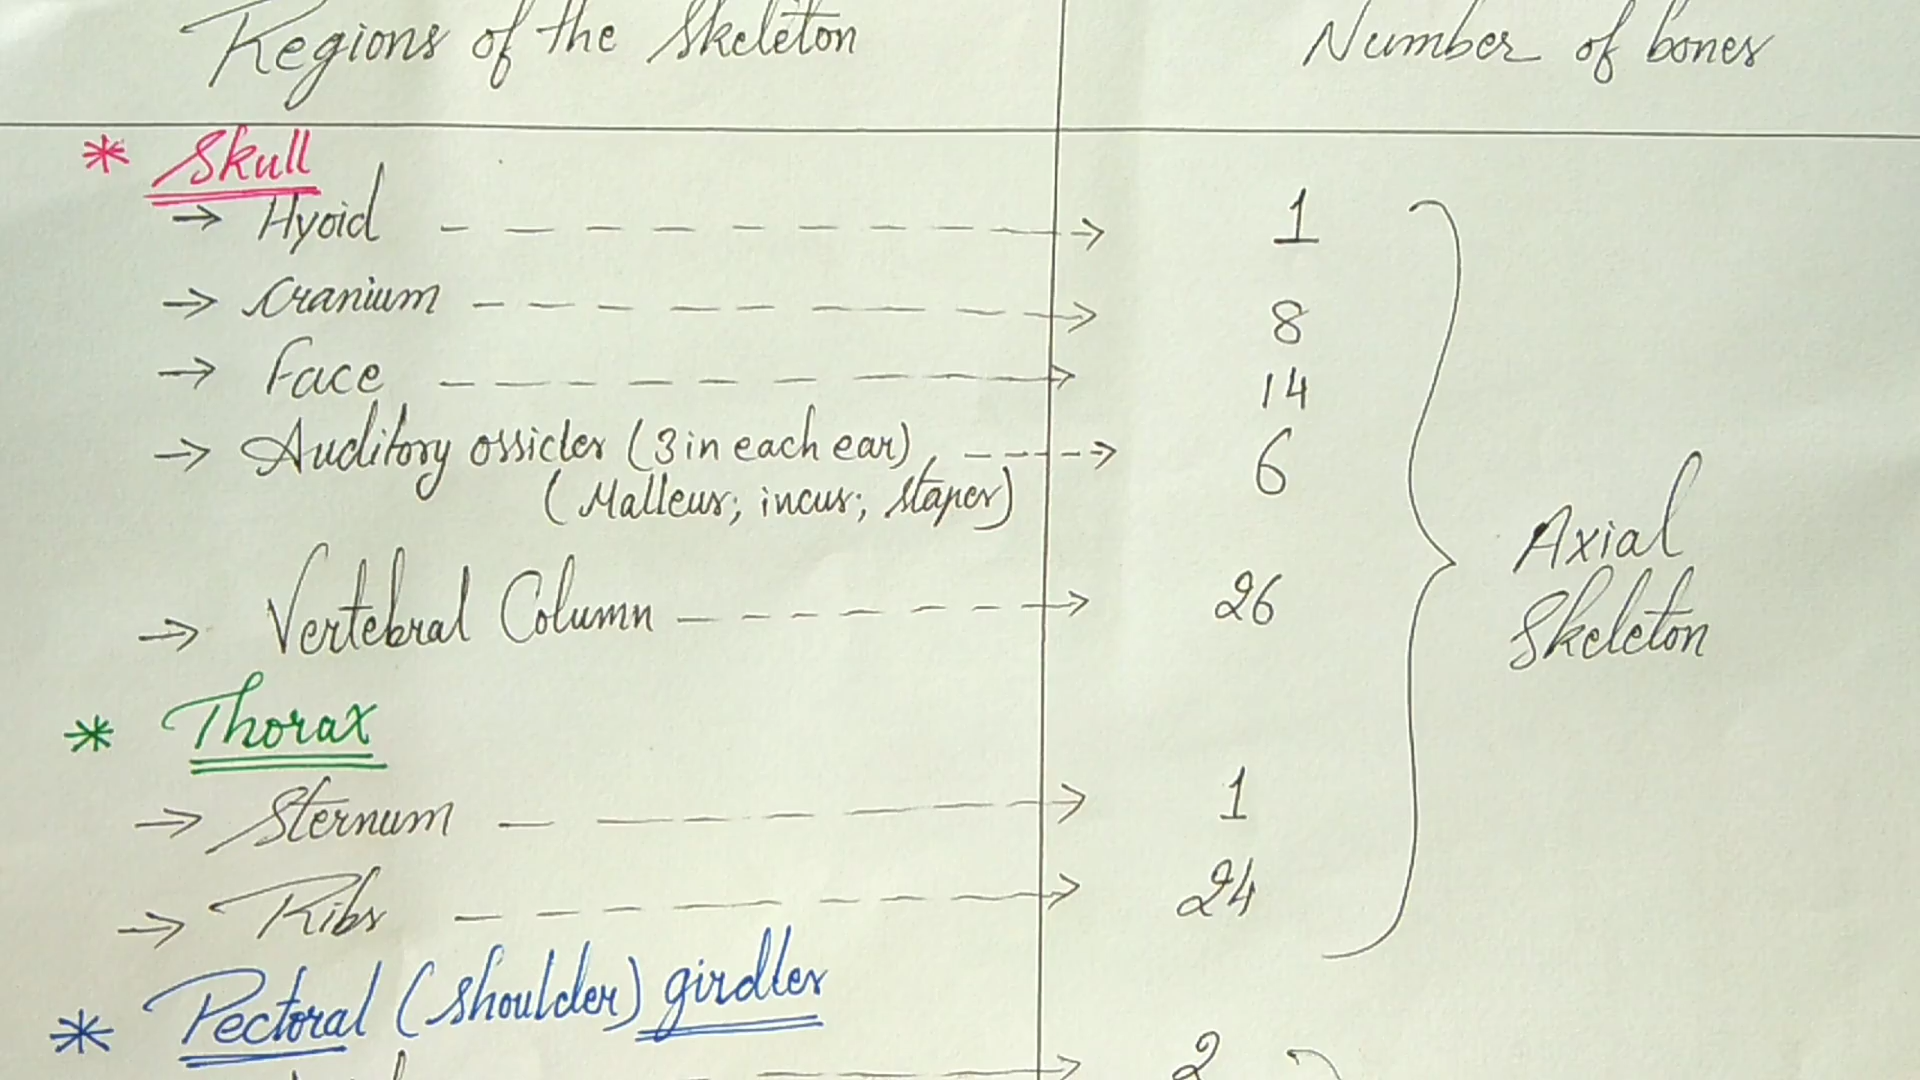 Regions of the Skeleton Number of bones
* Skull
→ Hyoid - - - - - - - - → 1
→ Cranium - - - - - - - - → 8
→ Face - - - - - - - - → 14
→ Auditory ossicles (3 in each ear), - - - - → 6
(Malleus; incus; stapes)
→ Vertebral Column - - - - - → 26
Axial
Skeleton
* Thorax
→ Sternum - - - - - → 1
→ Ribs - - - - - - - → 24
* Pectoral (shoulder) girdles
2